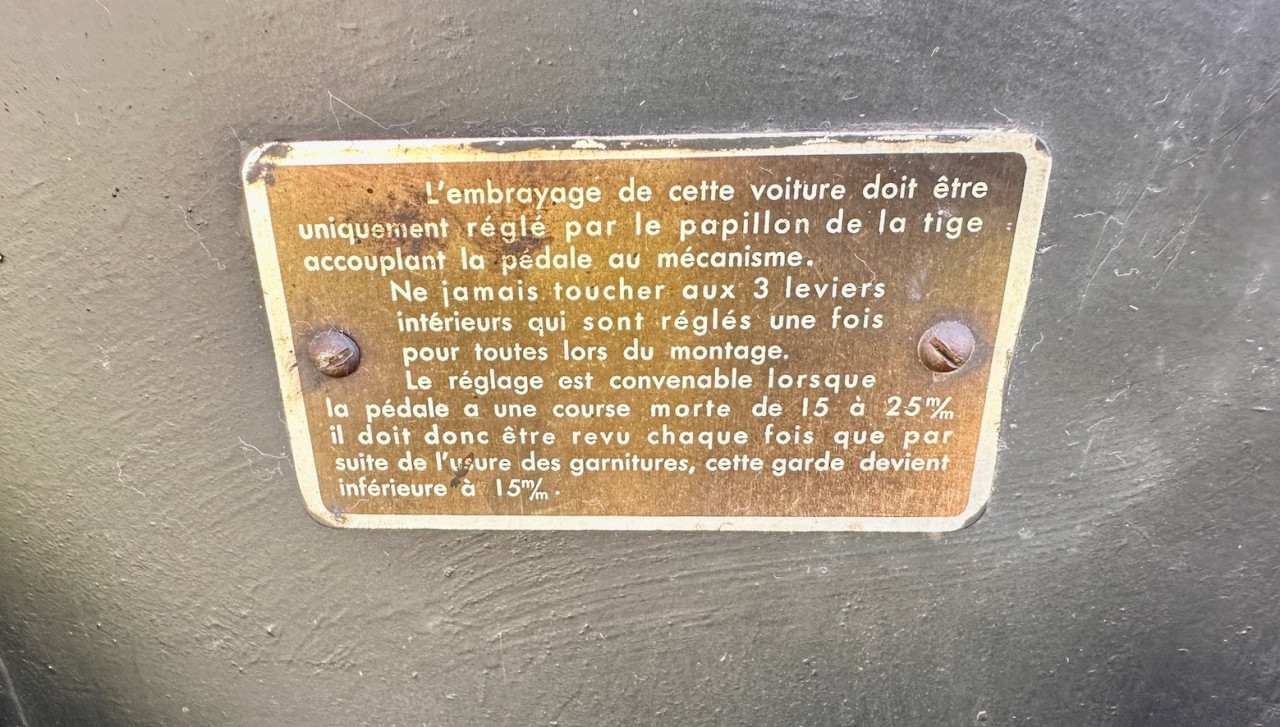 L'embrayage de cette voiture doit être
uniquement réglé par le papillon de la tige
accouplant la pédale au mécanisme.
Ne jamais toucher aux 3 leviers
intérieurs qui sont réglés une fois
pour toutes lors du montage.
Le réglage est convenable lorsque
la pédale a une course morte de 15 à 25 m/m
il doit donc être revu chaque fois que par
suite de l'usure des garnitures, cette garde devient
inférieure à 15 m/m.